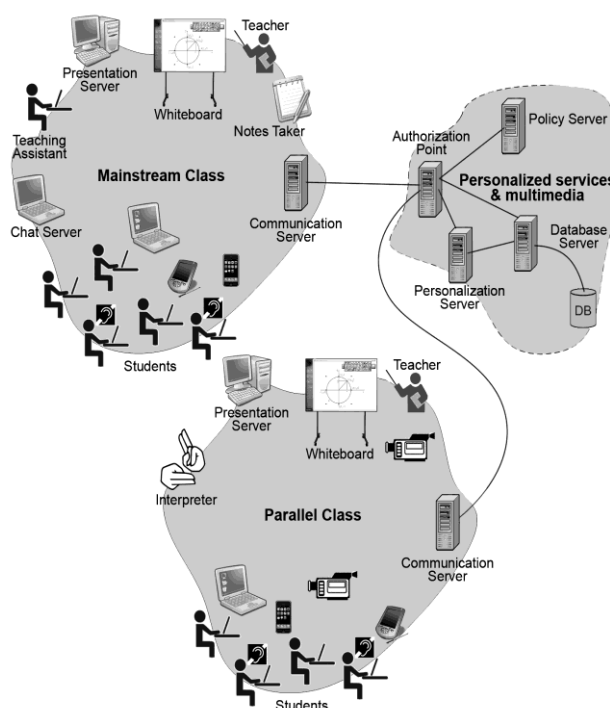 Teacher
Presentation
Server
Whiteboard
Notes Taker
Teaching
Assistant
Mainstream Class
Chat Server
Communication
Server
Students
Authorization
Point
Policy Server
Personalized services
& multimedia
Database
Server
Personalization
Server
DB
Teacher
Presentation
Server
Whiteboard
Interpreter
Parallel Class
Communication
Server
Students